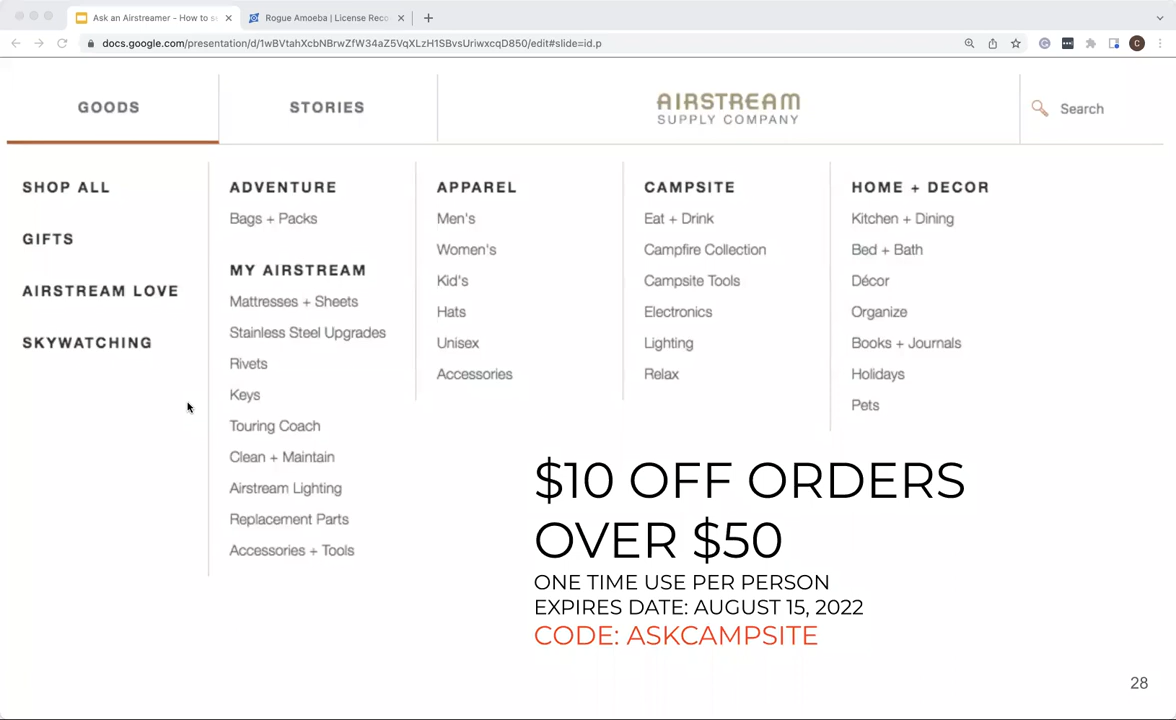 Ask an Airstreamer - How to s
Rogue Amoeba | License Reco
docs.google.com/presentation/d/1wBVtahXcbNBrwZfW34aZ5VqXLzH1SBvsUriwxcqD850/edit#slide=id.p
C
GOODS
STORIES
AIRSTREAM
SUPPLY COMPANY
Search
SHOP ALL
GIFTS
AIRSTREAM LOVE
SKYWATCHING
ADVENTURE
Bags + Packs
MY AIRSTREAM
Mattresses + Sheets
Stainless Steel Upgrades
Rivets
Keys
Touring Coach
Clean + Maintain
Airstream Lighting
Replacement Parts
Accessories + Tools
APPAREL
Men's
Women's
Kid's
Hats
Unisex
Accessories
CAMPSITE
Eat + Drink
Campfire Collection
Campsite Tools
Electronics
Lighting
Relax
HOME + DECOR
Kitchen + Dining
Bed + Bath
Décor
Organize
Books + Journals
Holidays
Pets
$10 OFF ORDERS
OVER $50
ONE TIME USE PER PERSON
EXPIRES DATE: AUGUST 15, 2022
CODE: ASKCAMPSITE
28